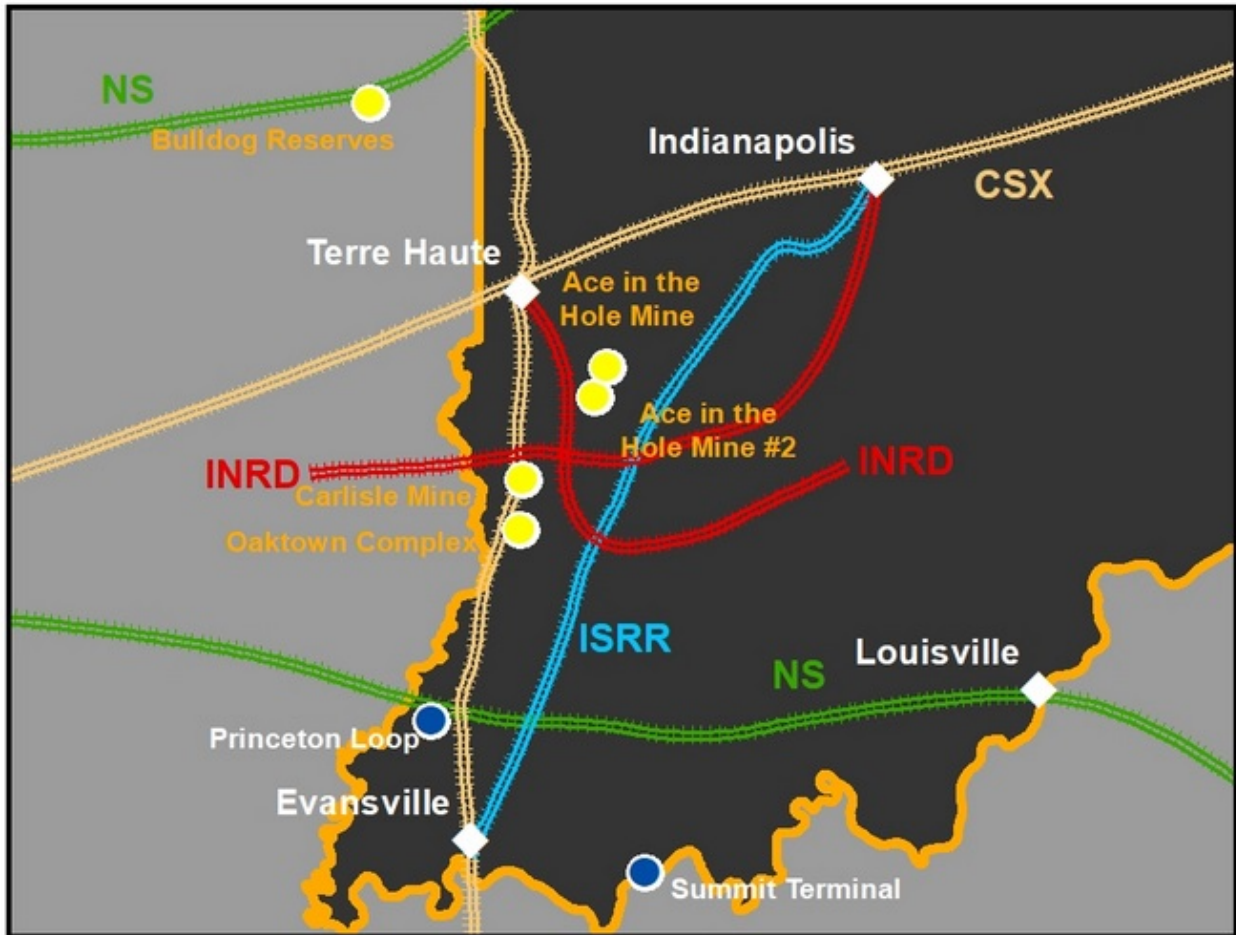 NS
Bulldog Reserves
Indianapolis
CSX
Terre Haute
Ace in the
Hole Mine
Ace in the
Hole Mine #2
INRD
INRD
Carlisle Mine
Oaktown Complex
ISRR
Louisville
NS
Princeton Loop
Evansville
Summit Terminal